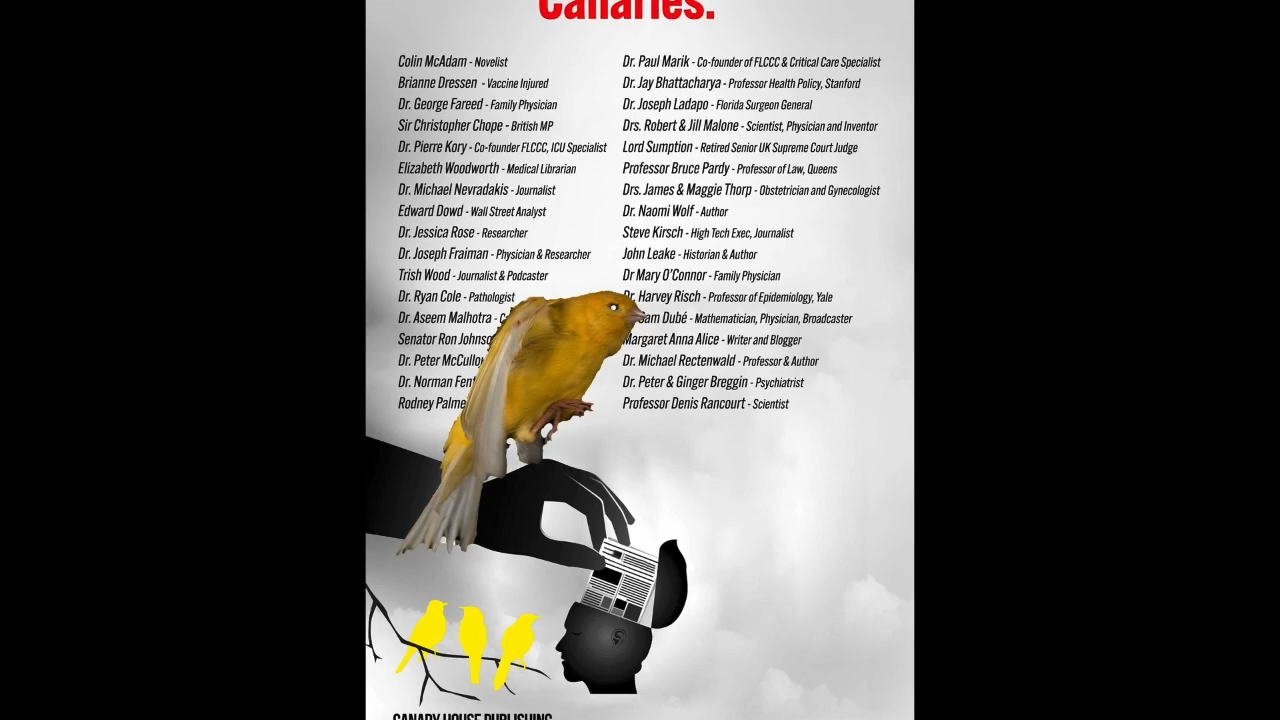 Canaries.
Colin McAdam - Novelist
Brianne Dressen - Vaccine Injured
Dr. George Fareed - Family Physician
Sir Christopher Chope - British MP
Dr. Pierre Kory - Co-founder FLCCC, ICU Specialist
Elizabeth Woodworth - Medical Librarian
Dr. Michael Nevradakis - Journalist
Edward Dowd - Wall Street Analyst
Dr. Jessica Rose - Researcher
Dr. Joseph Fraiman - Physician & Researcher
Trish Wood - Journalist & Podcaster
Dr. Ryan Cole - Pathologist
Dr. Aseem Malhotra -
Senator Ron
Dr. Peter
Dr. Norman
Rodney
Dr. Paul Marik - Co-founder of FLCCC & Critical Care Specialist
Dr. Jay Bhattacharya - Professor Health Policy, Stanford
Dr. Joseph Ladapo - Florida Surgeon General
Drs. Robert & Jill Malone - Scientist, Physician and Inventor
Lord Sumption - Retired Senior UK Supreme Court Judge
Professor Bruce Pardy - Professor of Law, Queens
Drs. James & Maggie Thorp - Obstetrician and Gynecologist
Dr. Naomi Wolf - Author
Steve Kirsch - High Tech Exec, Journalist
John Leake - Historian & Author
Dr Mary O'Connor - Family Physician
Dr. Harvey Risch - Professor of Epidemiology, Yale
Dubé - Mathematician, Physician, Broadcaster
Margaret Anna Alice - Writer and Blogger
Dr. Michael Rectenwald - Professor & Author
Dr. Peter & Ginger Breggin - Psychiatrist
Professor Denis Rancourt - Scientist
CANARY HOUSE PUBLISHING